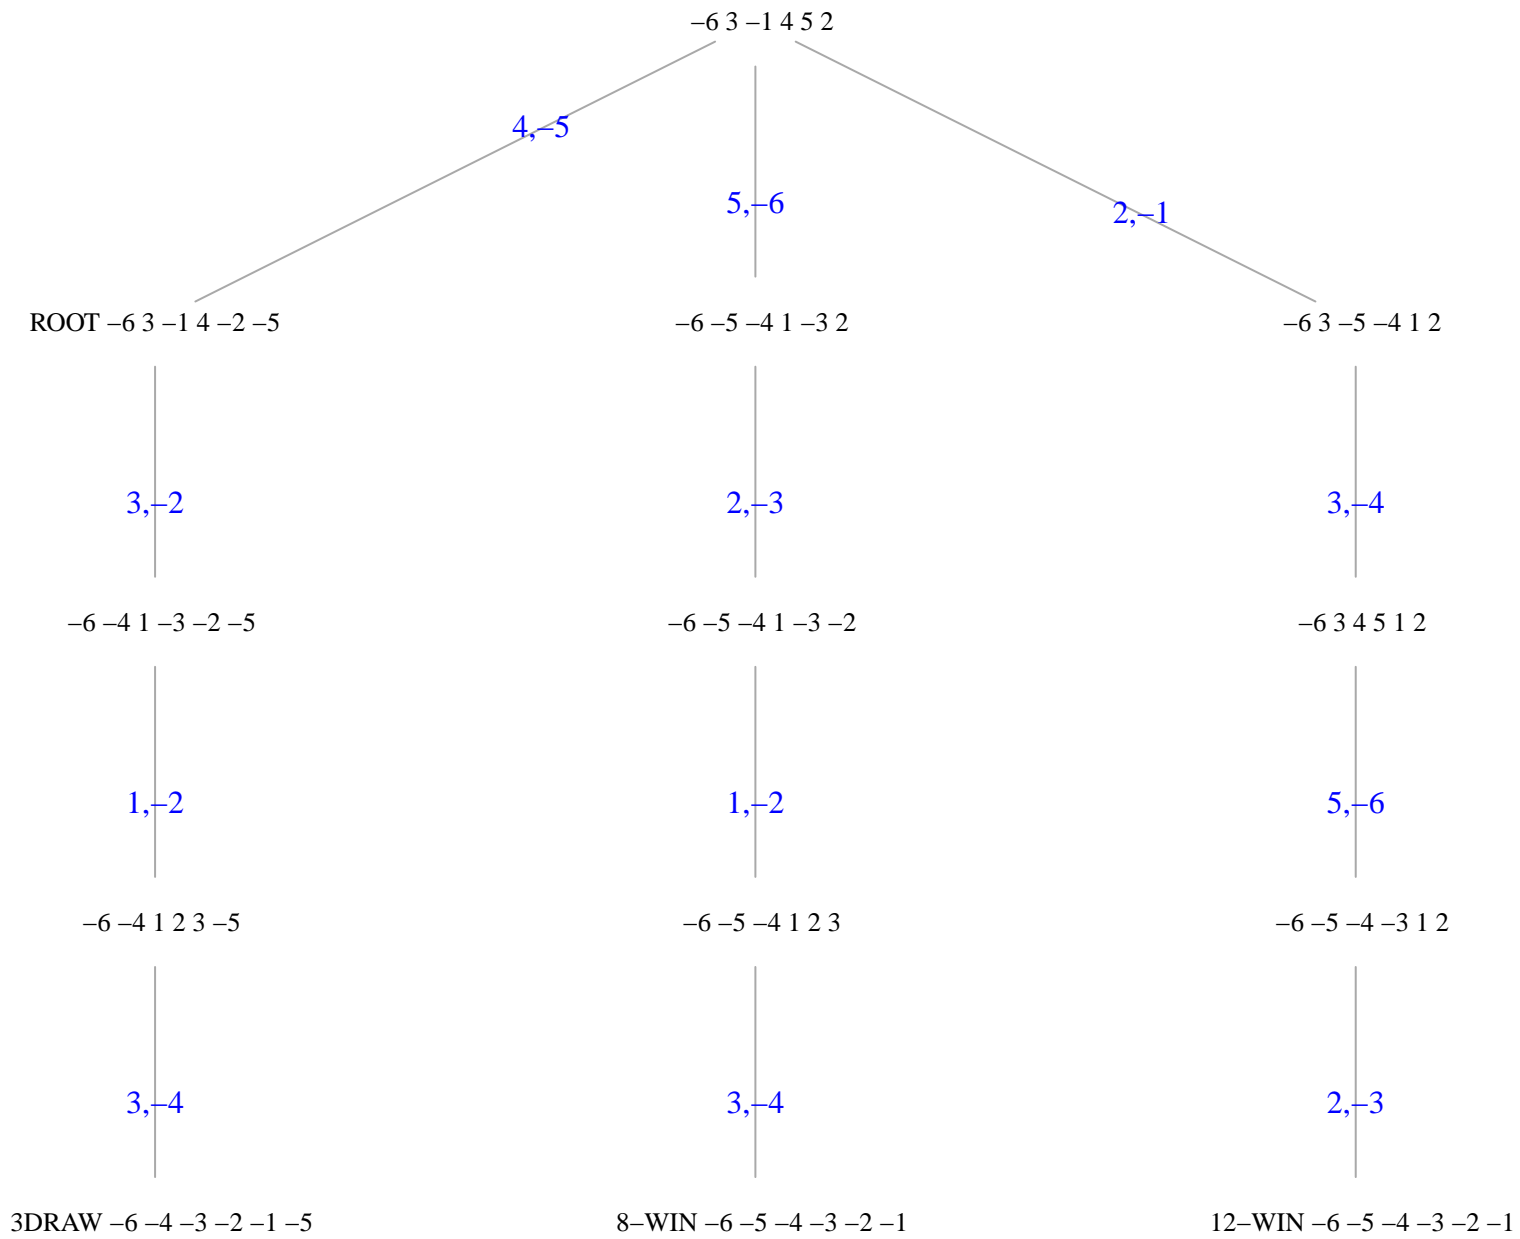 –6 3 –1 4 5 2
4,–5
5,–6
2,–1
ROOT –6 3 –1 4 –2 –5
–6 –5 –4 1 –3 2
–6 3 –5 –4 1 2
3,–2
2,–3
3,–4
–6 –4 1 –3 –2 –5
–6 –5 –4 1 –3 –2
–6 3 4 5 1 2
1,–2
1,–2
5,–6
–6 –4 1 2 3 –5
–6 –5 –4 1 2 3
–6 –5 –4 –3 1 2
3,–4
3,–4
2,–3
3DRAW –6 –4 –3 –2 –1 –5
8–WIN –6 –5 –4 –3 –2 –1
12–WIN –6 –5 –4 –3 –2 –1